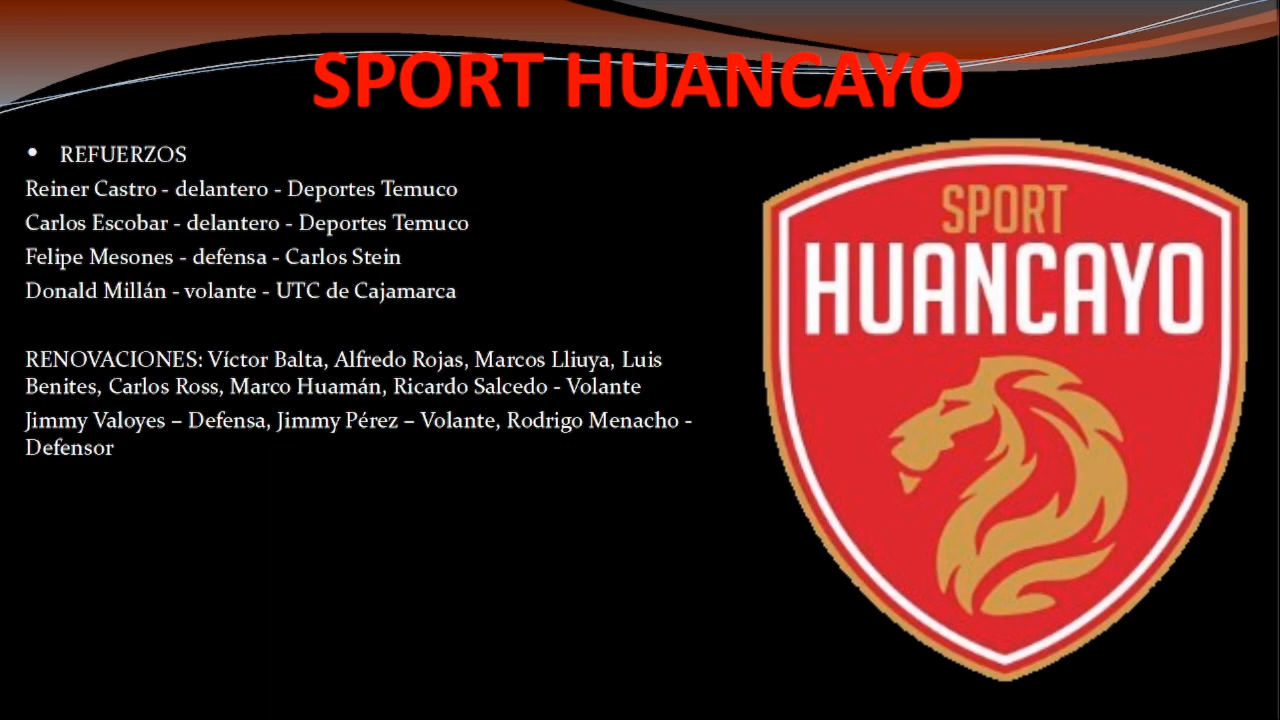 SPORT HUANCAYO
• REFUERZOS
Reiner Castro - delantero - Deportes Temuco
Carlos Escobar - delantero - Deportes Temuco
Felipe Mesones - defensa - Carlos Stein
Donald Millán - volante - UTC de Cajamarca
RENOVACIONES: Víctor Balta, Alfredo Rojas, Marcos Lliuya, Luis
Benites, Carlos Ross, Marco Huamán, Ricardo Salcedo - Volante
Jimmy Valoyes – Defensa, Jimmy Pérez – Volante, Rodrigo Menacho -
Defensor
SPORT
HUANCAYO